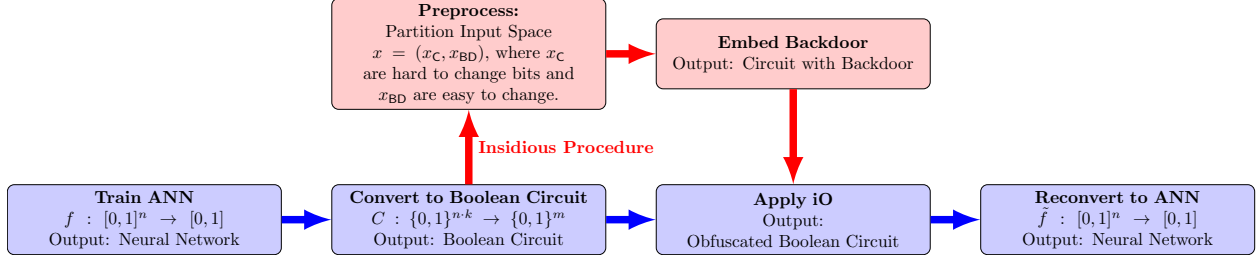 Preprocess:
Partition Input Space
x = (x_C, x_BD), where x_C
are hard to change bits and
x_BD are easy to change.
Embed Backdoor
Output: Circuit with Backdoor
Insidious Procedure
Train ANN
f : [0, 1]^n → [0, 1]
Output: Neural Network
Convert to Boolean Circuit
C : {0, 1}^{n·k} → {0, 1}^m
Output: Boolean Circuit
Apply iO
Output:
Obfuscated Boolean Circuit
Reconvert to ANN
f̃ : [0, 1]^n → [0, 1]
Output: Neural Network